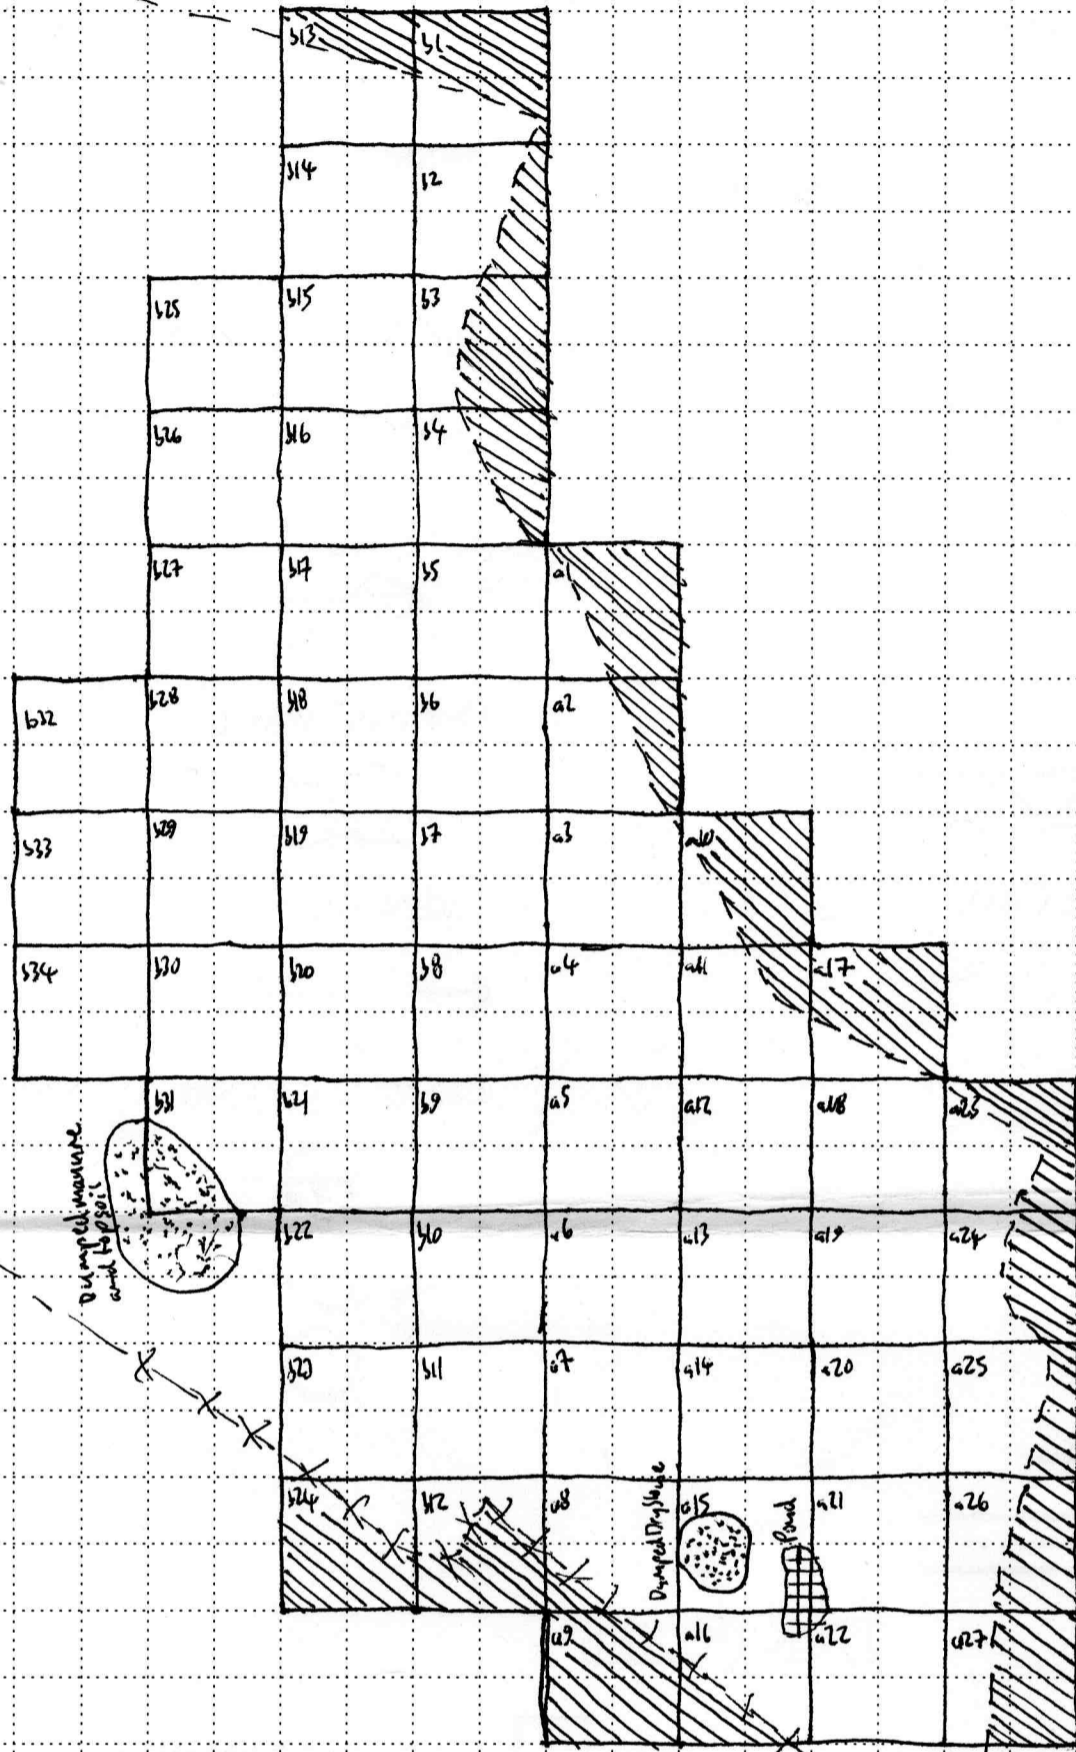 b13 b1
b14 b2
b25 b15 b3
b26 b16 b4
b27 b17 b5 a1
b32 b28 b18 b6 a2
b33 b29 b19 b7 a3 a10
b34 b30 b20 b8 a4 a11 a17
b31 b21 b9 a5 a12 a18 a23
Dumped manure
and topsoil
b22 b10 a6 a13 a19 a24
b23 b11 a7 a14 a20 a25
b24 b12 a8 a15 a21 a26
Pond
a9 a16 a22 a27